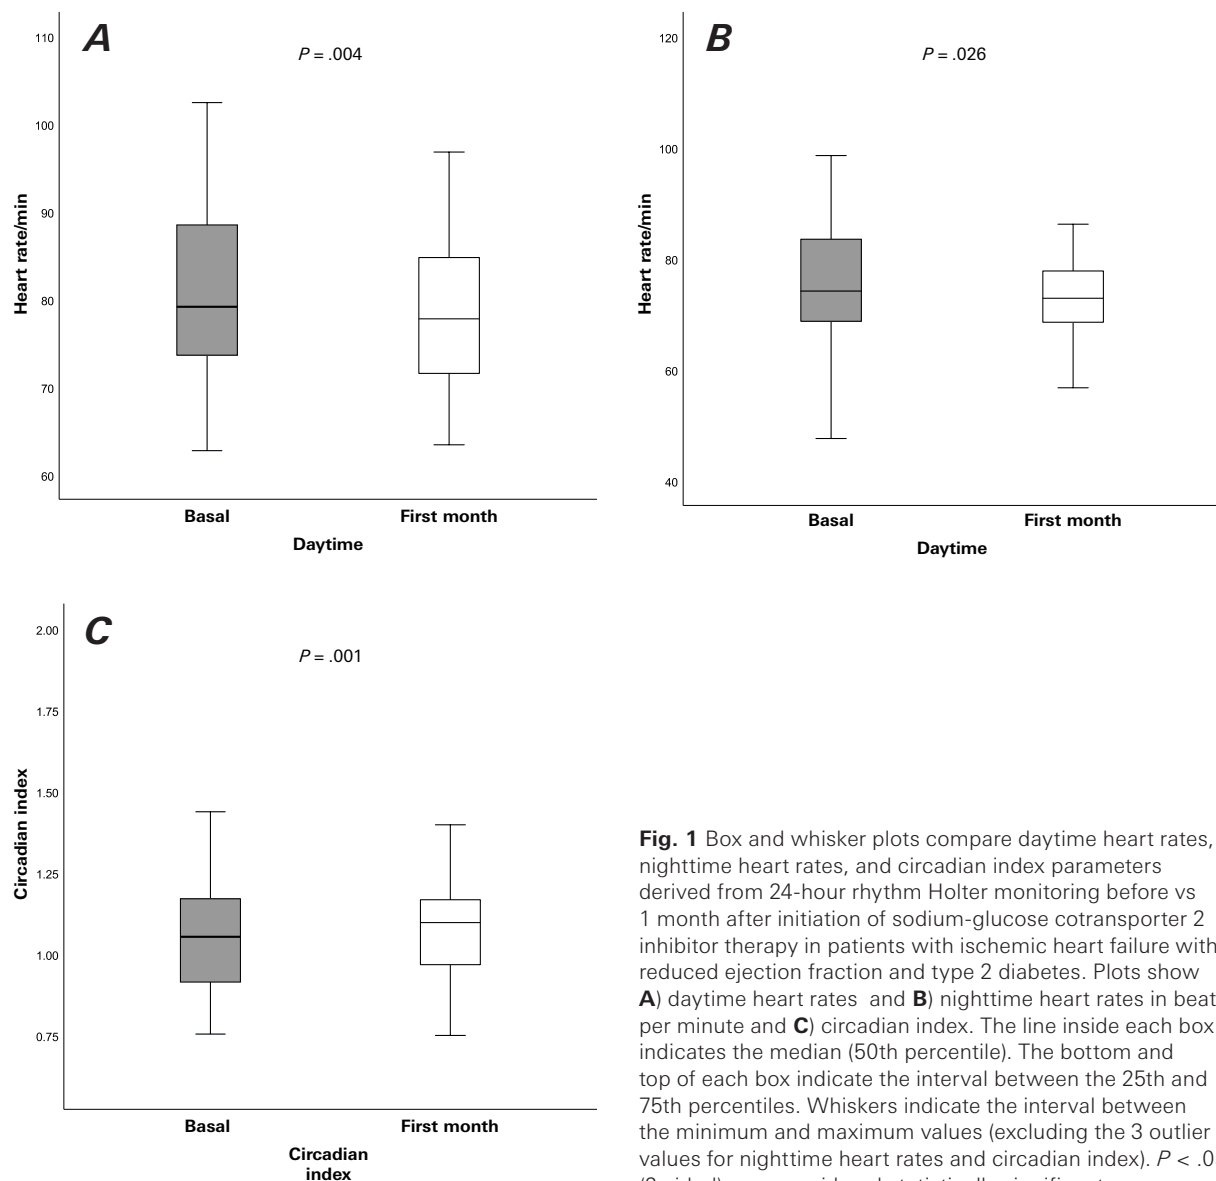 A
P = .004
110
100
90
80
70
60
Heart rate/min
Basal
First month
Daytime
B
P = .026
120
100
80
60
40
Heart rate/min
Basal
First month
Daytime
C
P = .001
2.00
1.75
1.50
1.25
1.00
0.75
Circadian index
Basal
First month
Circadian
index
Fig. 1 Box and whisker plots compare daytime heart rates,
nighttime heart rates, and circadian index parameters
derived from 24-hour rhythm Holter monitoring before vs
1 month after initiation of sodium-glucose cotransporter 2
inhibitor therapy in patients with ischemic heart failure with
reduced ejection fraction and type 2 diabetes. Plots show
A) daytime heart rates and B) nighttime heart rates in beat
per minute and C) circadian index. The line inside each box
indicates the median (50th percentile). The bottom and
top of each box indicate the interval between the 25th and
75th percentiles. Whiskers indicate the interval between
the minimum and maximum values (excluding the 3 outlier
values for nighttime heart rates and circadian index). P < .0